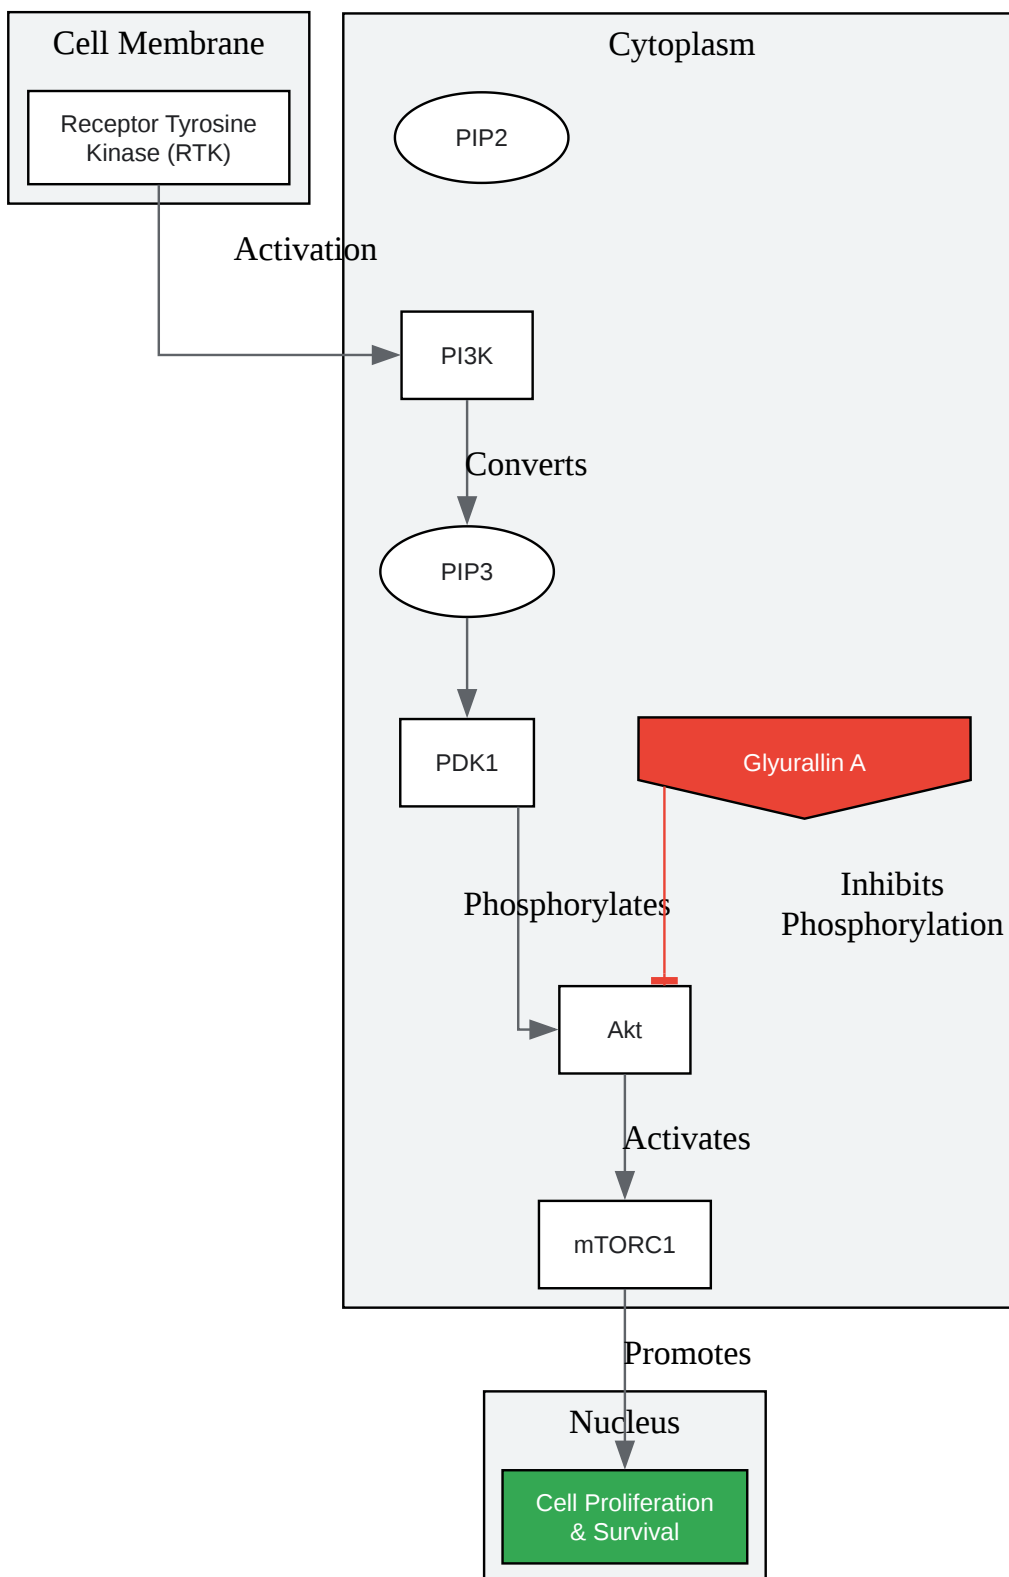 Cell Membrane
Receptor Tyrosine
Kinase (RTK)
Cytoplasm
PIP2
Activation
PI3K
Converts
PIP3
PDK1
Glyurallin A
Phosphorylates
Inhibits
Phosphorylation
Akt
Activates
mTORC1
Promotes
Nucleus
Cell Proliferation
& Survival